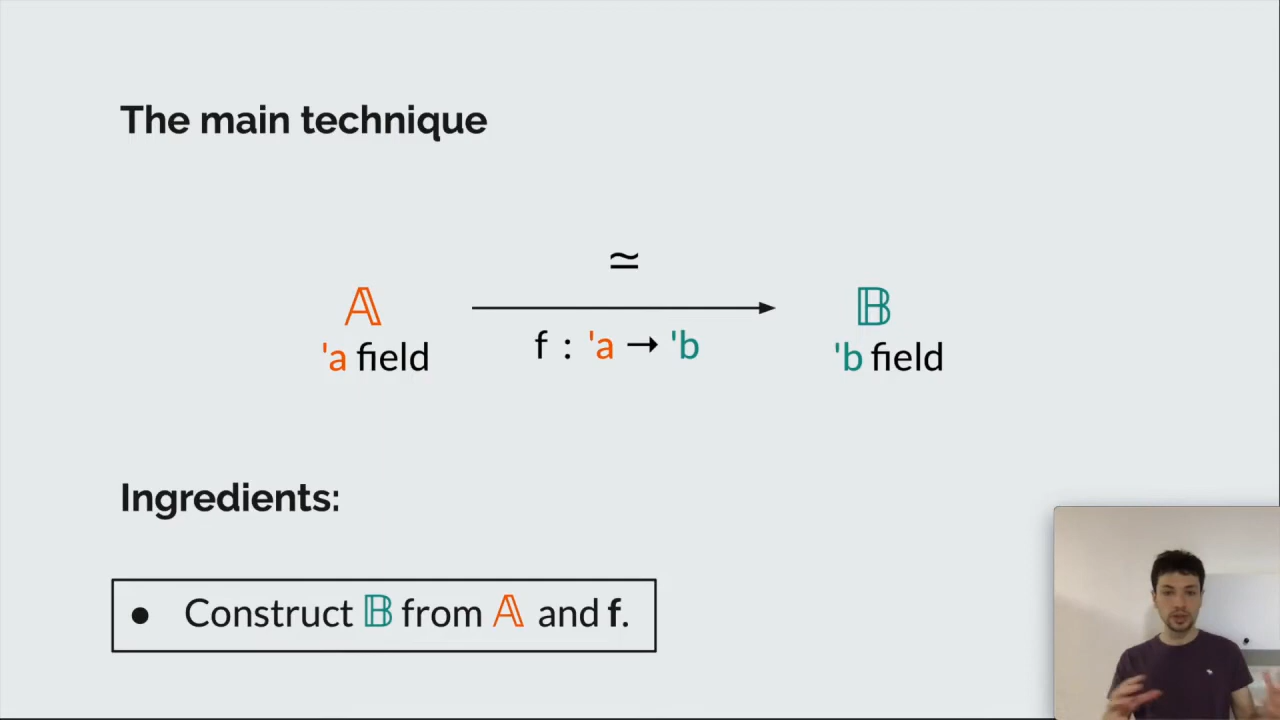 The main technique
≃
𝔸 𝔹
'a field f : 'a → 'b 'b field
Ingredients:
● Construct 𝔹 from 𝔸 and f.